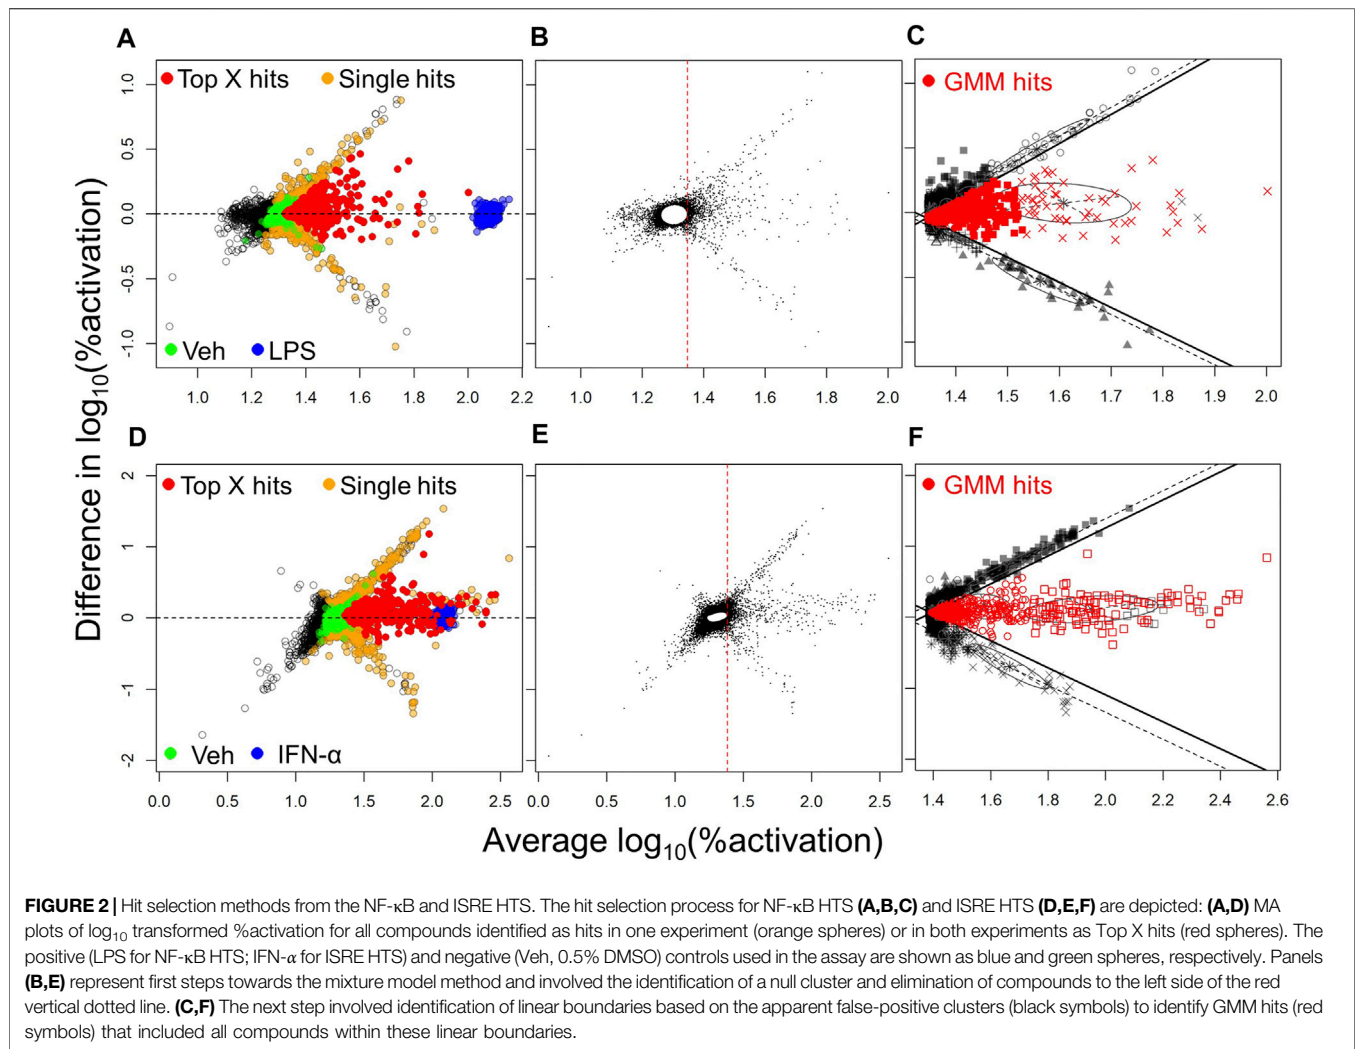 A
B
C
Top X hits
Single hits
GMM hits
1.0
0.5
0.0
-0.5
-1.0
Veh
LPS
1.0 1.2 1.4 1.6 1.8 2.0 2.2
1.0 1.2 1.4 1.6 1.8 2.0
1.4 1.5 1.6 1.7 1.8 1.9 2.0
Difference in log10(%activation)
D
E
F
Top X hits
Single hits
GMM hits
2
1
0
-1
-2
Veh
IFN-α
0.0 0.5 1.0 1.5 2.0 2.5
0.0 0.5 1.0 1.5 2.0 2.5
1.4 1.6 1.8 2.0 2.2 2.4 2.6
Average log10(%activation)
FIGURE 2 | Hit selection methods from the NF-κB and ISRE HTS. The hit selection process for NF-κB HTS (A,B,C) and ISRE HTS (D,E,F) are depicted: (A,D) MA
plots of log10 transformed %activation for all compounds identified as hits in one experiment (orange spheres) or in both experiments as Top X hits (red spheres). The
positive (LPS for NF-κB HTS; IFN-α for ISRE HTS) and negative (Veh, 0.5% DMSO) controls used in the assay are shown as blue and green spheres, respectively. Panels
(B,E) represent first steps towards the mixture model method and involved the identification of a null cluster and elimination of compounds to the left side of the red
vertical dotted line. (C,F) The next step involved identification of linear boundaries based on the apparent false-positive clusters (black symbols) to identify GMM hits (red
symbols) that included all compounds within these linear boundaries.